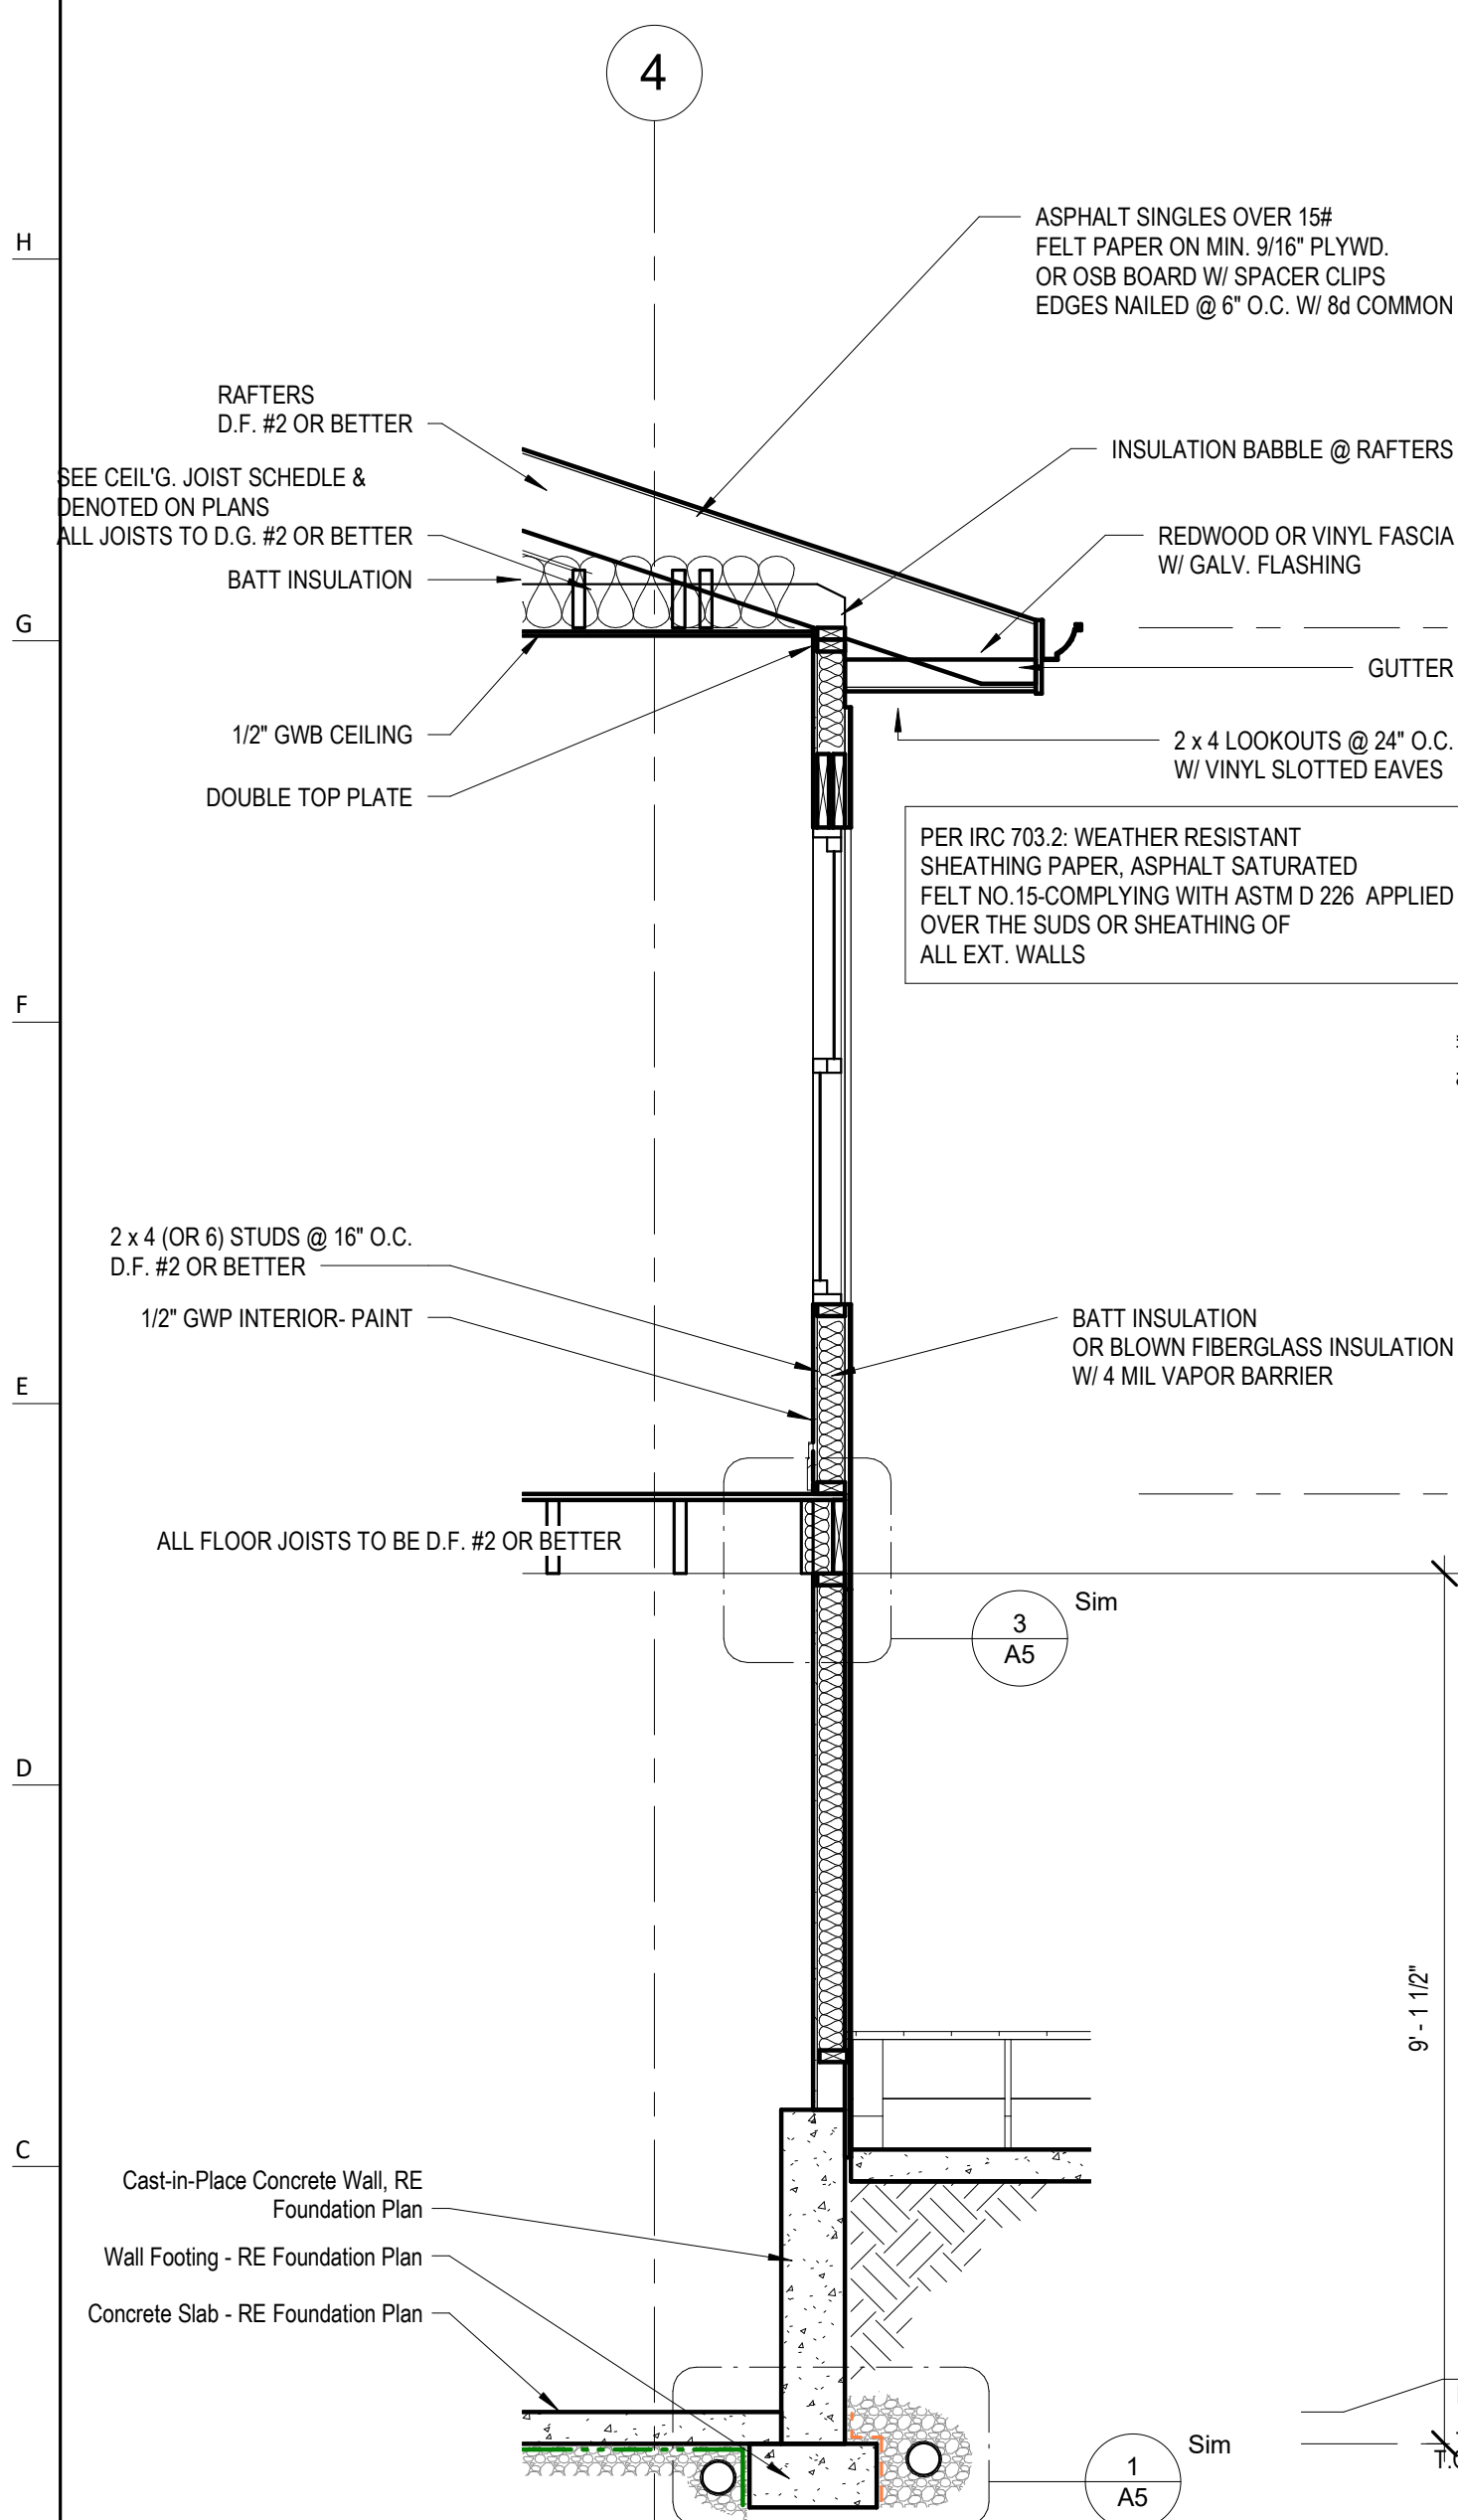 4
H
ASPHALT SINGLES OVER 15#
FELT PAPER ON MIN. 9/16" PLYWD.
OR OSB BOARD W/ SPACER CLIPS
EDGES NAILED @ 6" O.C. W/ 8d COMMON
RAFTERS
D.F. #2 OR BETTER
INSULATION BABBLE @ RAFTERS
SEE CEIL'G. JOIST SCHEDLE &
DENOTED ON PLANS
ALL JOISTS TO D.G. #2 OR BETTER
REDWOOD OR VINYL FASCIA
W/ GALV. FLASHING
BATT INSULATION
G
GUTTER
1/2" GWB CEILING
2 x 4 LOOKOUTS @ 24" O.C.
W/ VINYL SLOTTED EAVES
DOUBLE TOP PLATE
PER IRC 703.2: WEATHER RESISTANT
SHEATHING PAPER, ASPHALT SATURATED
FELT NO.15-COMPLYING WITH ASTM D 226 APPLIED
OVER THE SUDS OR SHEATHING OF
ALL EXT. WALLS
F
2 x 4 (OR 6) STUDS @ 16" O.C.
D.F. #2 OR BETTER
1/2" GWP INTERIOR- PAINT
BATT INSULATION
OR BLOWN FIBERGLASS INSULATION
W/ 4 MIL VAPOR BARRIER
E
ALL FLOOR JOISTS TO BE D.F. #2 OR BETTER
Sim
3
A5
D
9' - 1 1/2"
C
Cast-in-Place Concrete Wall, RE
Foundation Plan
Wall Footing - RE Foundation Plan
Concrete Slab - RE Foundation Plan
Sim
1
A5